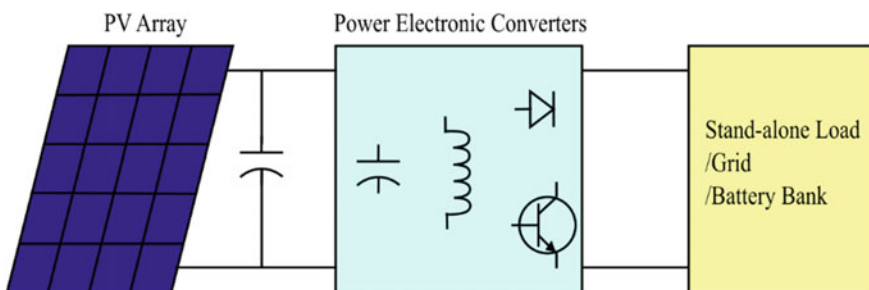 PV Array
Power Electronic Converters
Stand-alone Load
/Grid
/Battery Bank